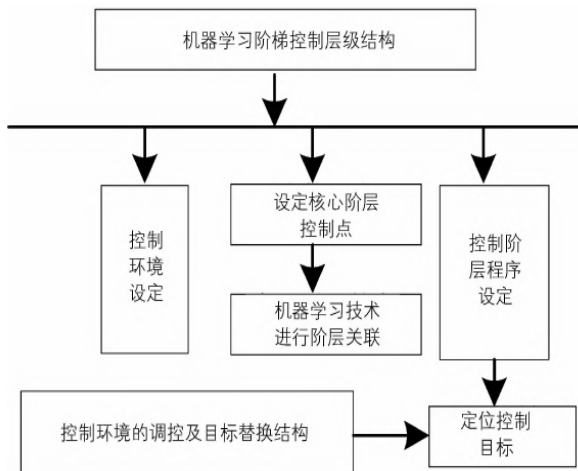 机器学习阶梯控制层级结构
控制
环境
设定
设定核心阶层
控制点
机器学习技术
进行阶层关联
控制阶
层程序
设定
控制环境的调控及目标替换结构
定位控制
目标